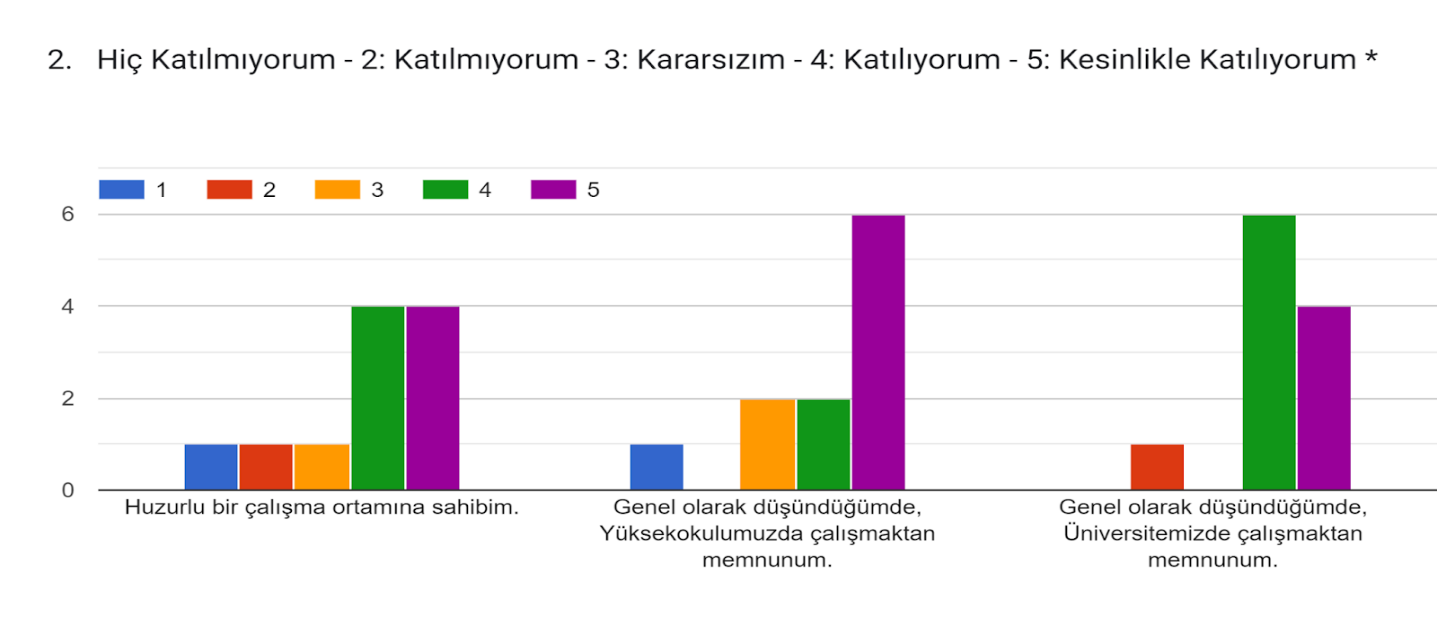 2. Hiç Katılmıyorum - 2: Katılmıyorum - 3: Kararsızım - 4: Katılıyorum - 5: Kesinlikle Katılıyorum *
1 2 3 4 5
6
4
2
0
Huzurlu bir çalışma ortamına sahibim.
Genel olarak düşündüğümde,
Yüksekokulumuzda çalışmaktan
memnunum.
Genel olarak düşündüğümde,
Üniversitemizde çalışmaktan
memnunum.